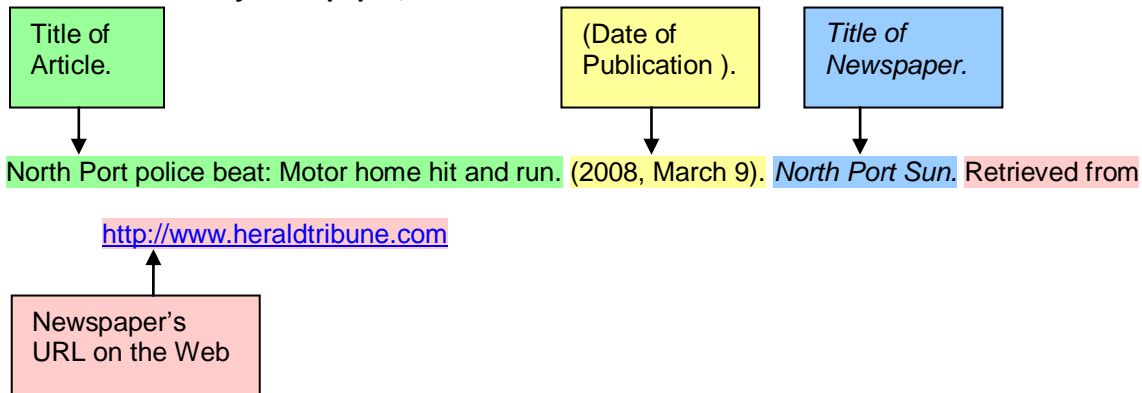 Title of
Article.
(Date of
Publication ).
Title of
Newspaper.
North Port police beat: Motor home hit and run. (2008, March 9). North Port Sun. Retrieved from
http://www.heraldtribune.com
Newspaper's
URL on the Web